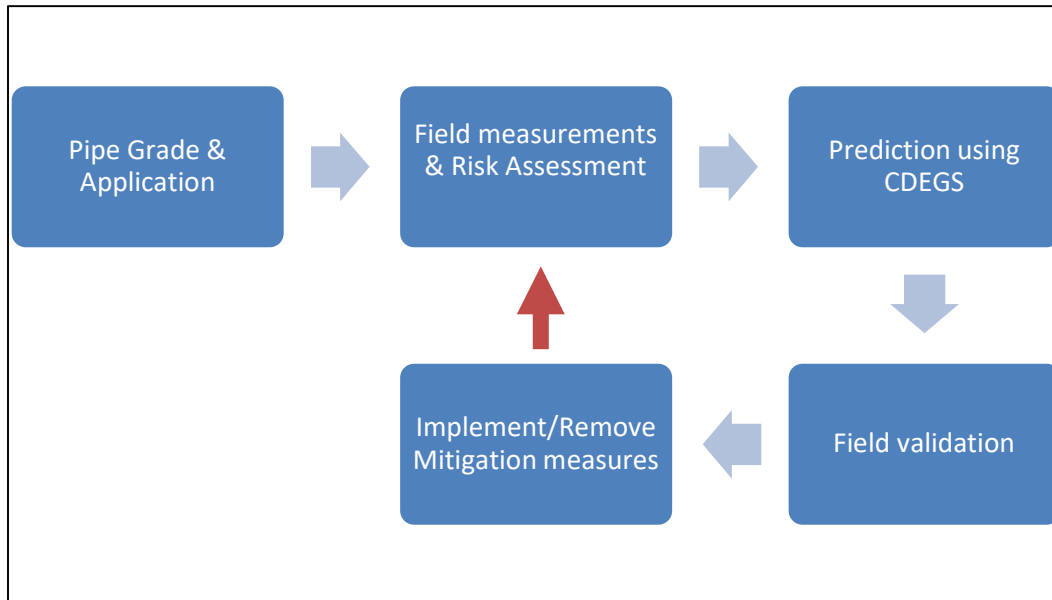 Pipe Grade &
Application
Field measurements
& Risk Assessment
Prediction using
CDEGS
Implement/Remove
Mitigation measures
Field validation